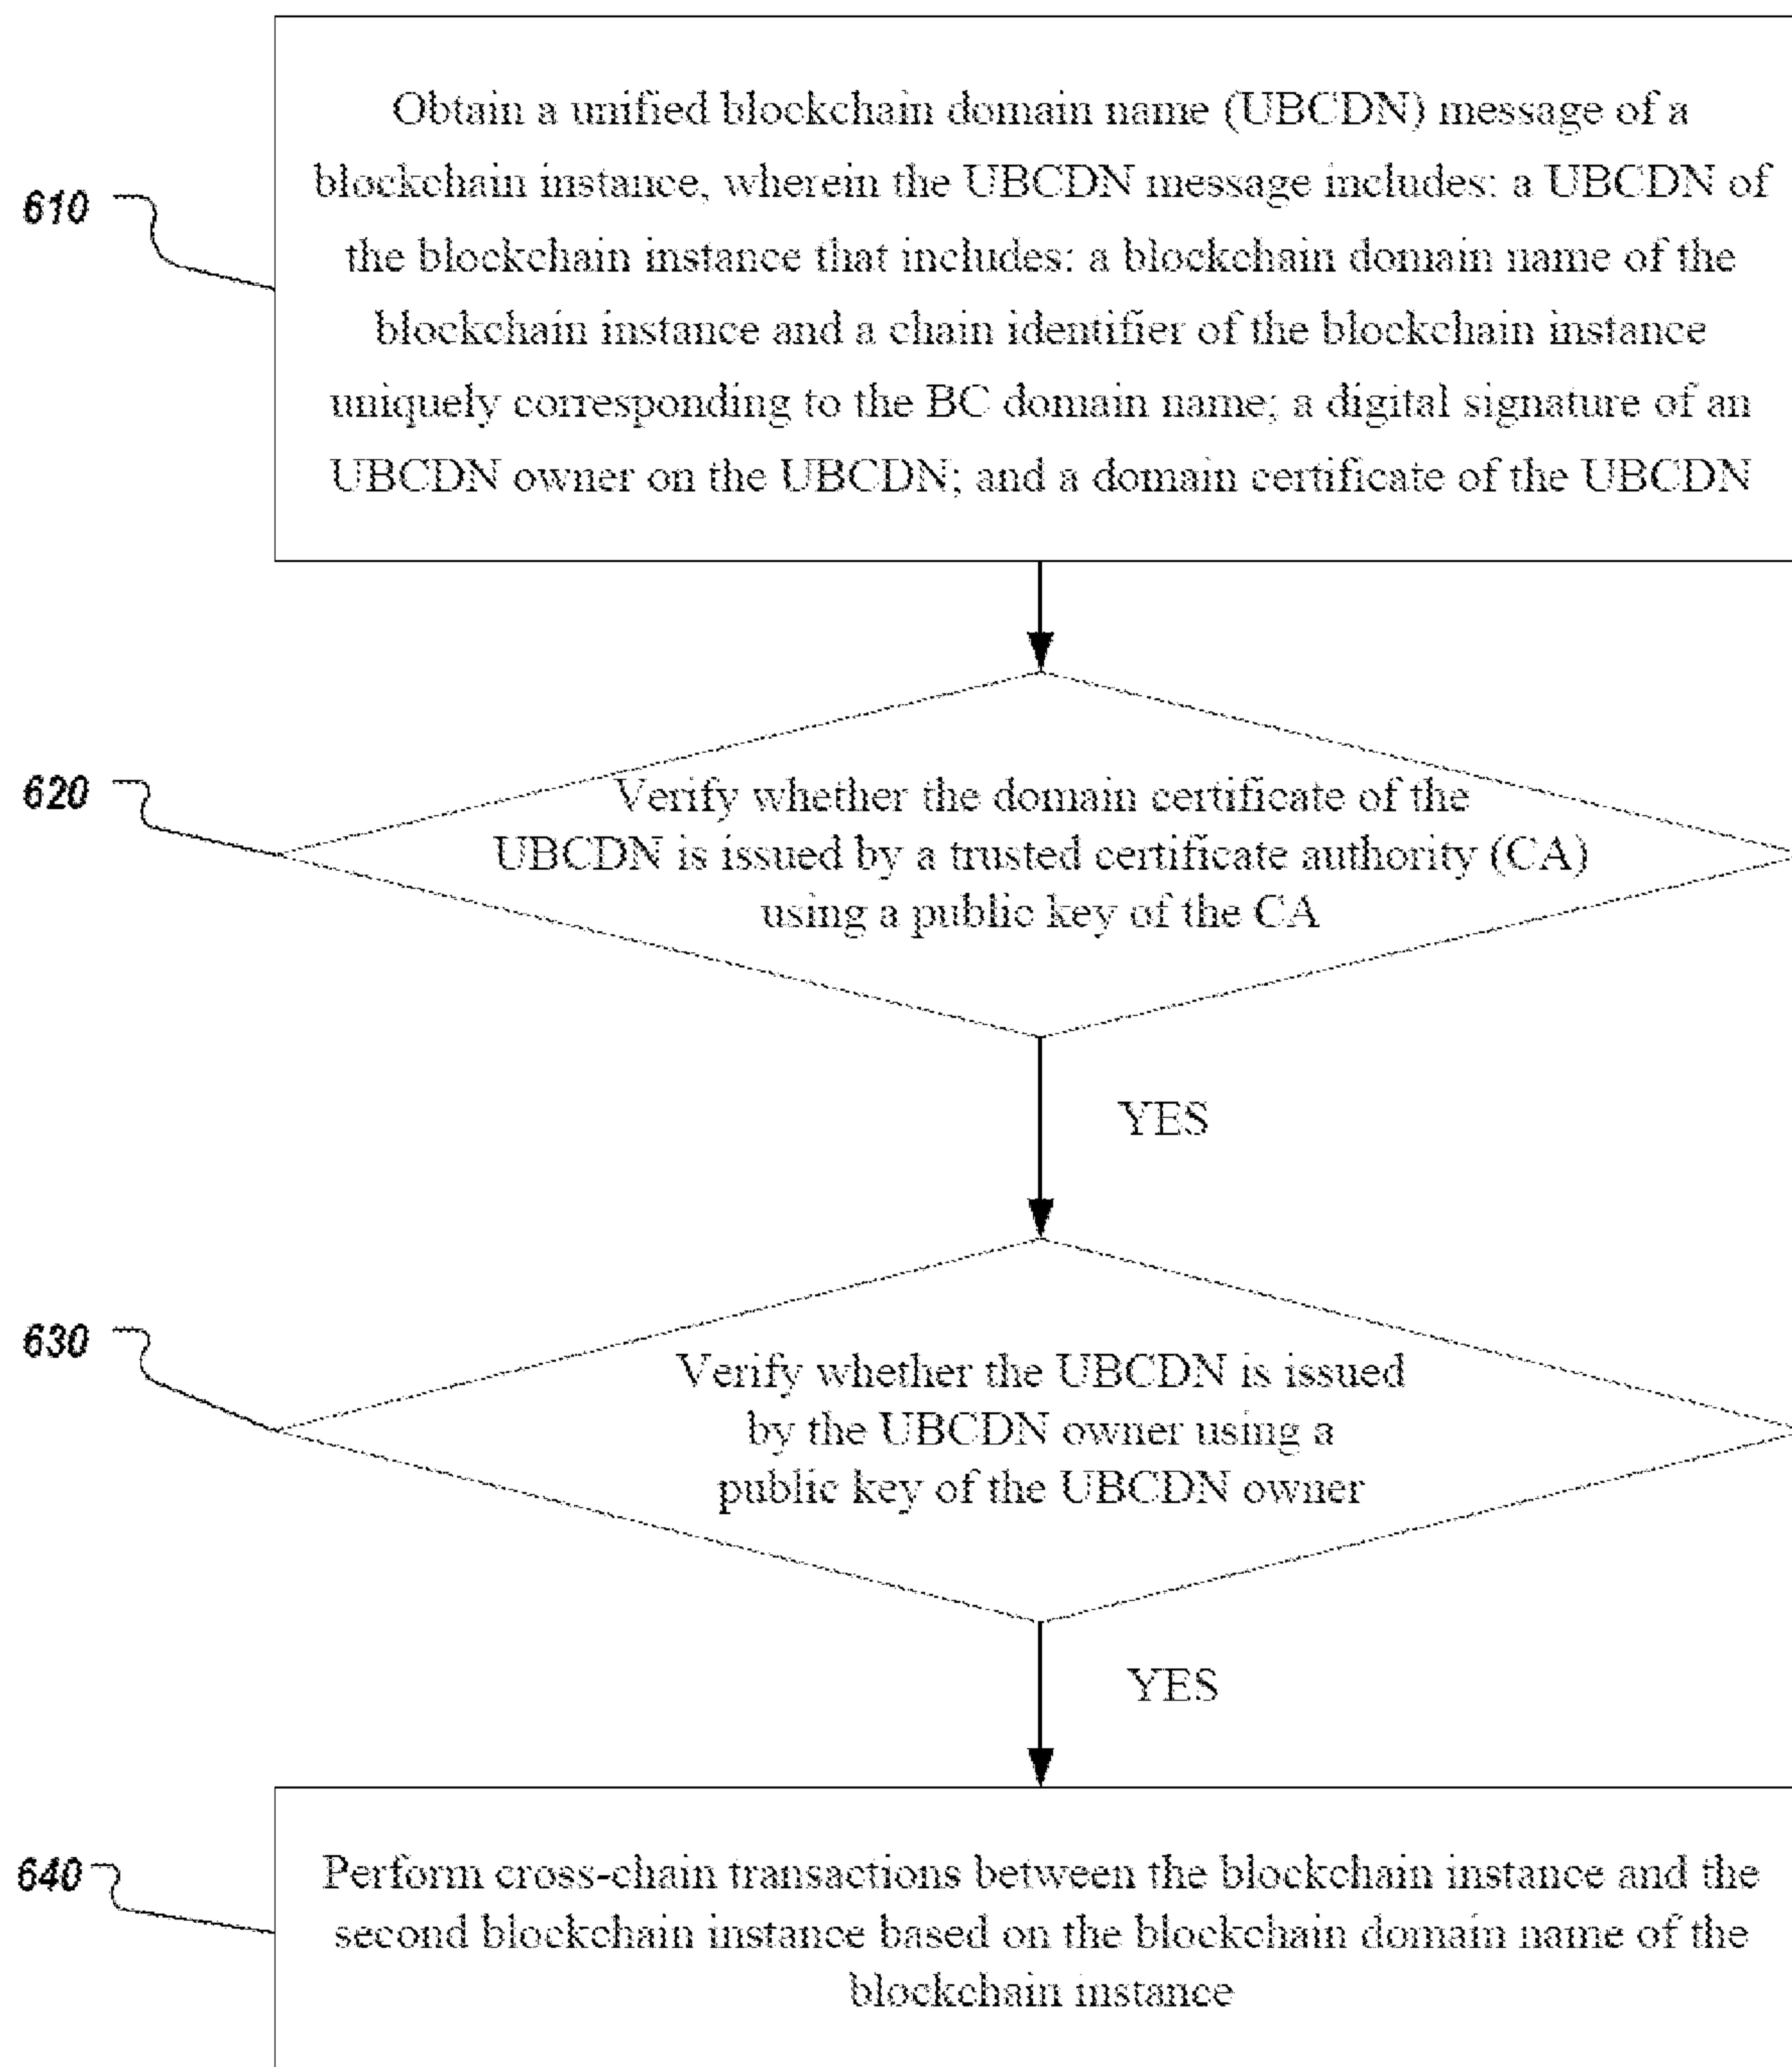 Obtain a unified blockchain domain name (UBCDN) message of a
blockchain instance, wherein the UBCDN message includes: a UBCDN of
the blockchain instance that includes: a blockchain domain name of the
blockchain instance and a chain identifier of the blockchain instance
uniquely corresponding to the BC domain name; a digital signature of an
UBCDN owner on the UBCDN; and a domain certificate of the UBCDN
610
620
Verify whether the domain certificate of the
UBCDN is issued by a trusted certificate authority (CA)
using a public key of the CA
YES
630
Verify whether the UBCDN is issued
by the UBCDN owner using a
public key of the UBCDN owner
YES
640
Perform cross-chain transactions between the blockchain instance and the
second blockchain instance based on the blockchain domain name of the
blockchain instance